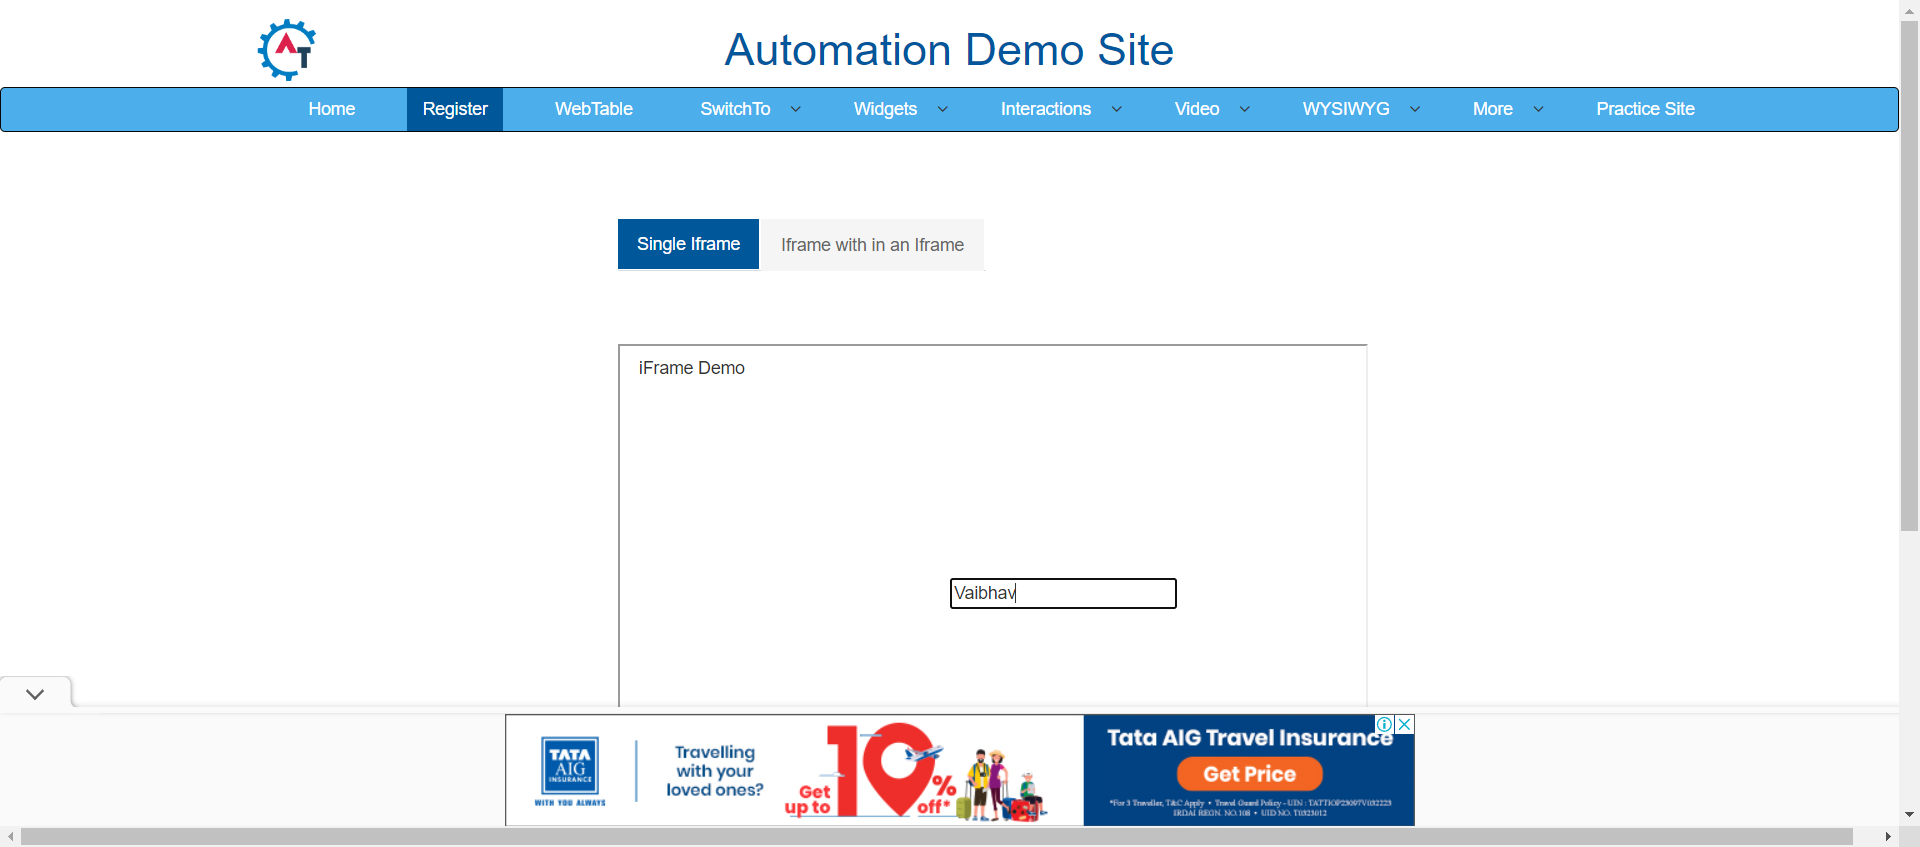 AT
Automation Demo Site
Home Register WebTable SwitchTo Widgets Interactions Video WYSIWYG More Practice Site
Single Iframe Iframe with in an Iframe
iFrame Demo
Vaibhav
TATA
AIG
INSURANCE
WITH YOU ALWAYS
Travelling
with your
loved ones?
Get
up to
10%
off*
Tata AIG Travel Insurance
Get Price
*For 3 Traveller, T&C Apply • Travel Guard Policy - UIN : TATTIOP23097V032223
IRDAI REGN. NO. 108 • UID NO. T0323012